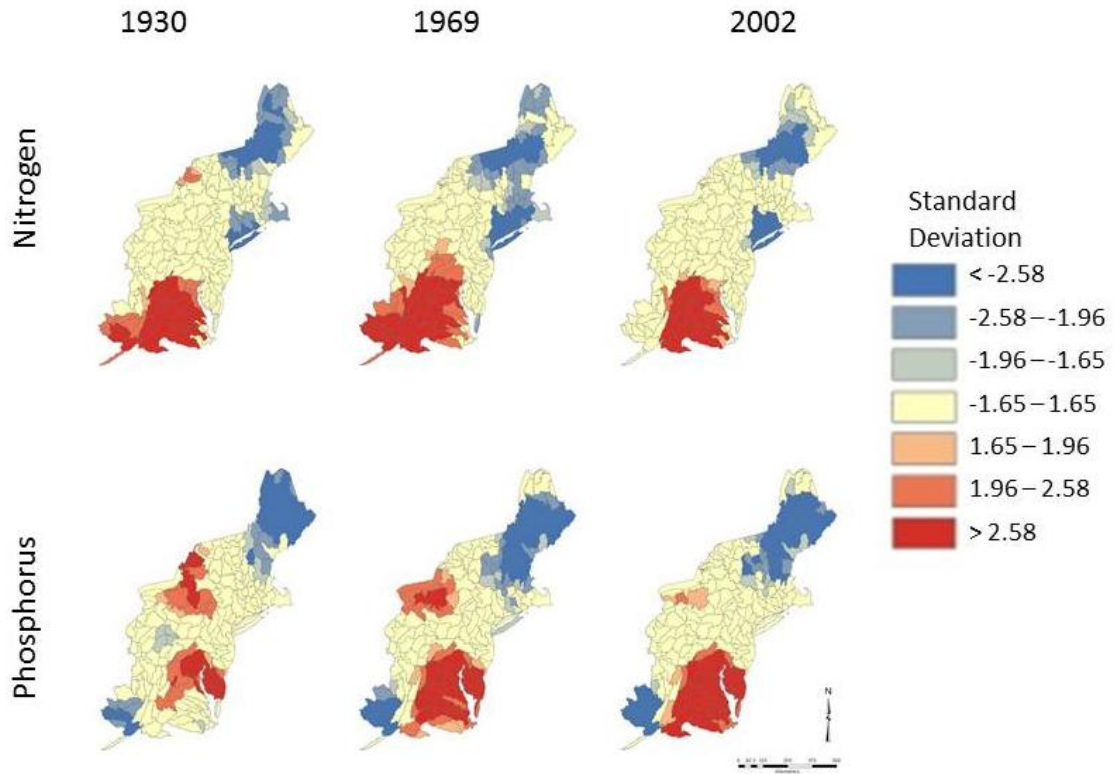 1930 1969 2002
Nitrogen
Phosphorus
Standard
Deviation
< -2.58
-2.58 – -1.96
-1.96 – -1.65
-1.65 – 1.65
1.65 – 1.96
1.96 – 2.58
> 2.58
N